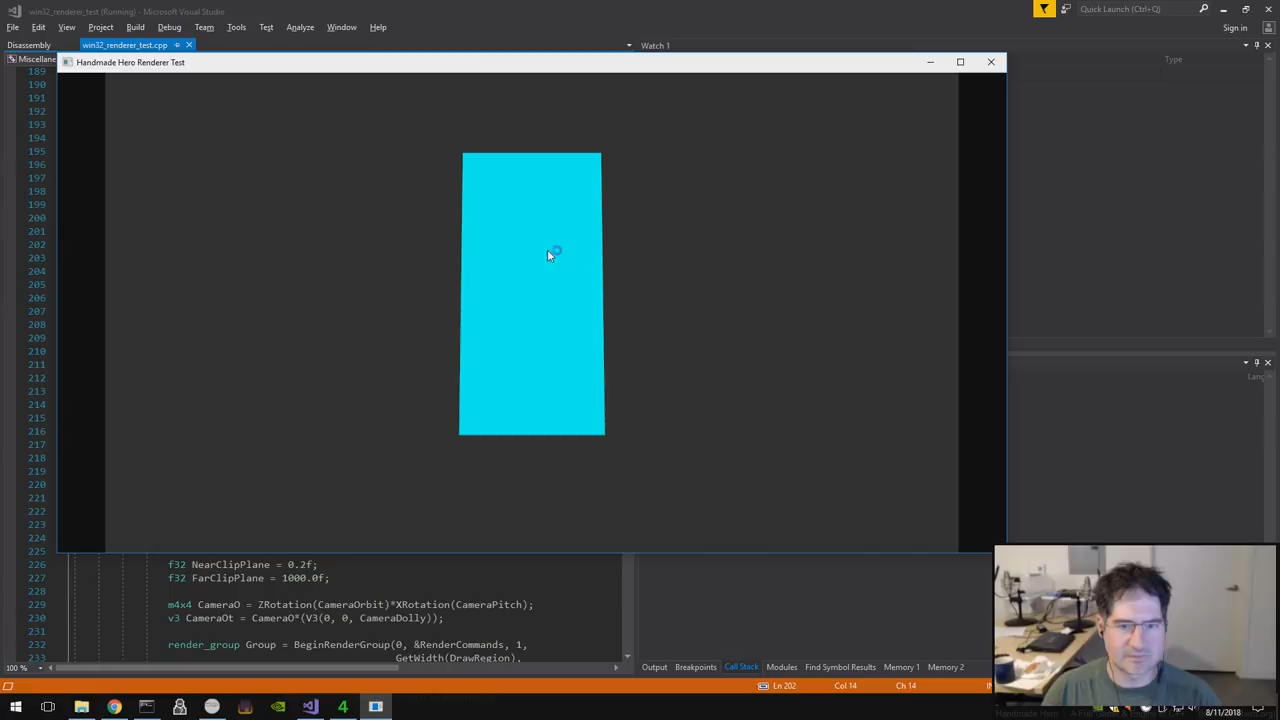 win32_renderer_test (Running) - Microsoft Visual Studio
Quick Launch (Ctrl+Q)
File Edit View Project Build Debug Team Tools Test Analyze Window Help
Sign in
Disassembly win32_renderer_test.cpp Watch 1
Miscellane
Handmade Hero Renderer Test
Type
189
190
191
192
193
194
195
196
197
198
199
200
201
202
203
204
205
206
207
208
209
210
211
212
213
214
215
216
217
218
219
220
221
222
223
224
225
226 f32 NearClipPlane = 0.2f;
227 f32 FarClipPlane = 1000.0f;
228
229 m4x4 CameraO = ZRotation(CameraOrbit)*XRotation(CameraPitch);
230 v3 CameraOt = CameraO*(V3(0, 0, CameraDolly));
231
232 render_group Group = BeginRenderGroup(0, &RenderCommands, 1,
233 GetWidth(DrawRegion),
Lang
100 %
Output Breakpoints Call Stack Modules Find Symbol Results Memory 1 Memory 2
Ln 202 Col 14 Ch 14 IN
8/11/2018